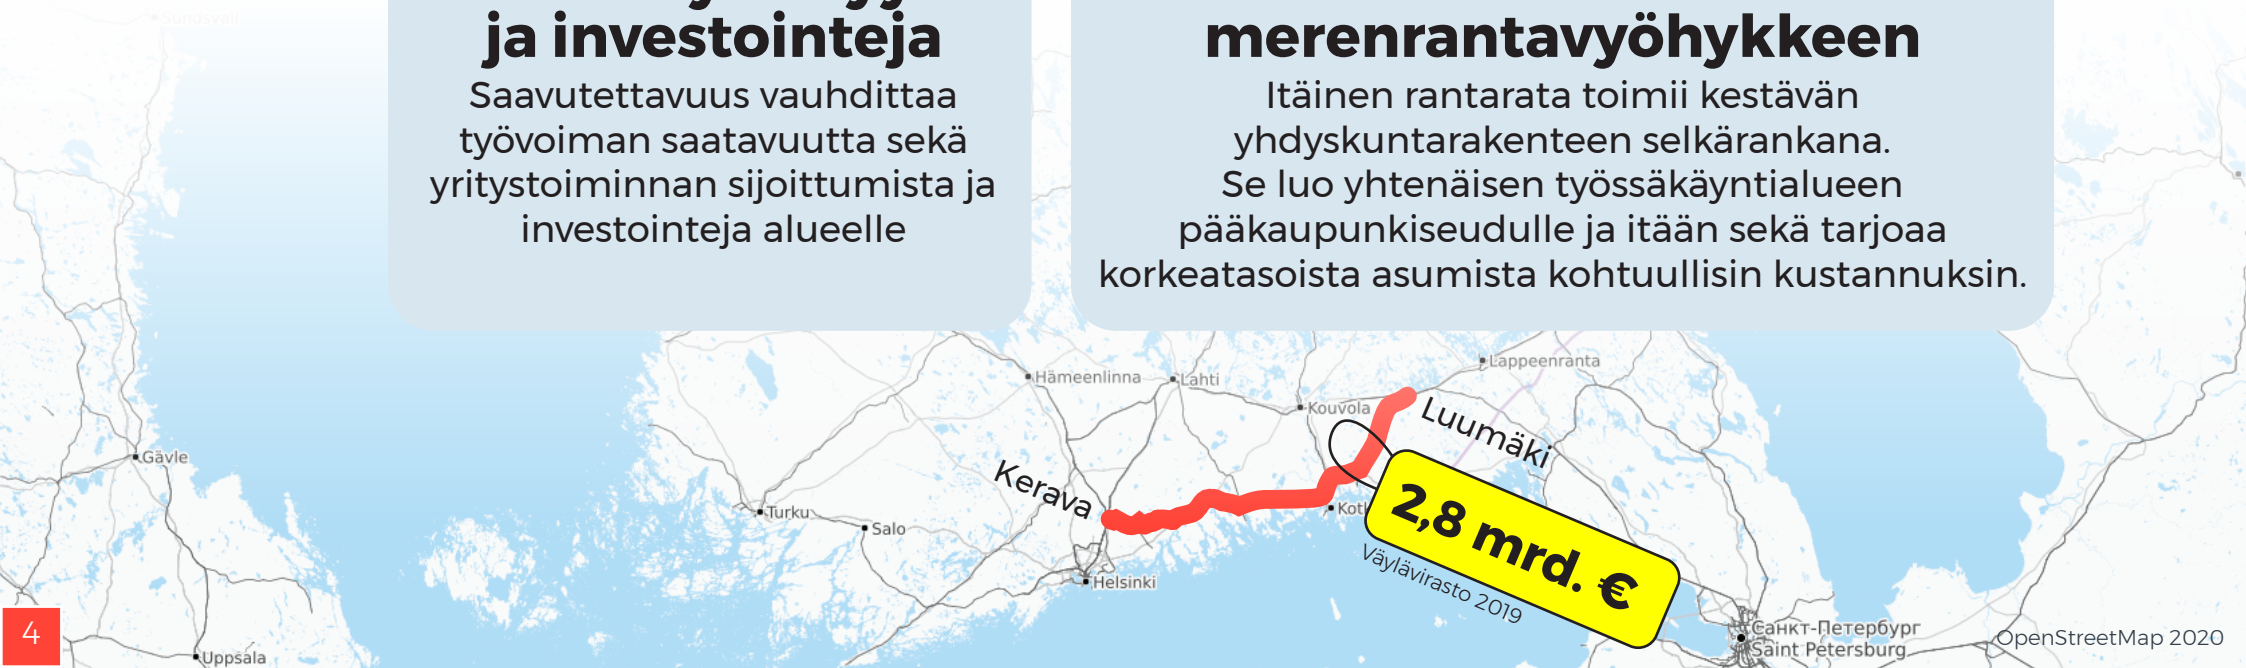 Sundsvall
ja investointeja
Saavutettavuus vauhdittaa
työvoiman saatavuutta sekä
yritystoiminnan sijoittumista ja
investointeja alueelle
merenrantavyöhykkeen
Itäinen rantarata toimii kestävän
yhdyskuntarakenteen selkärankana.
Se luo yhtenäisen työssäkäyntialueen
pääkaupunkiseudulle ja itään sekä tarjoaa
korkeatasoista asumista kohtuullisin kustannuksin.
Lappeenranta
Hämeenlinna
Lahti
Kouvola
Luumäki
Gävle
Kerava
Turku
Salo
2,8 mrd. €
Väylävirasto 2019
Helsinki
4
Uppsala
Санкт-Петербург
Saint Petersburg
OpenStreetMap 2020